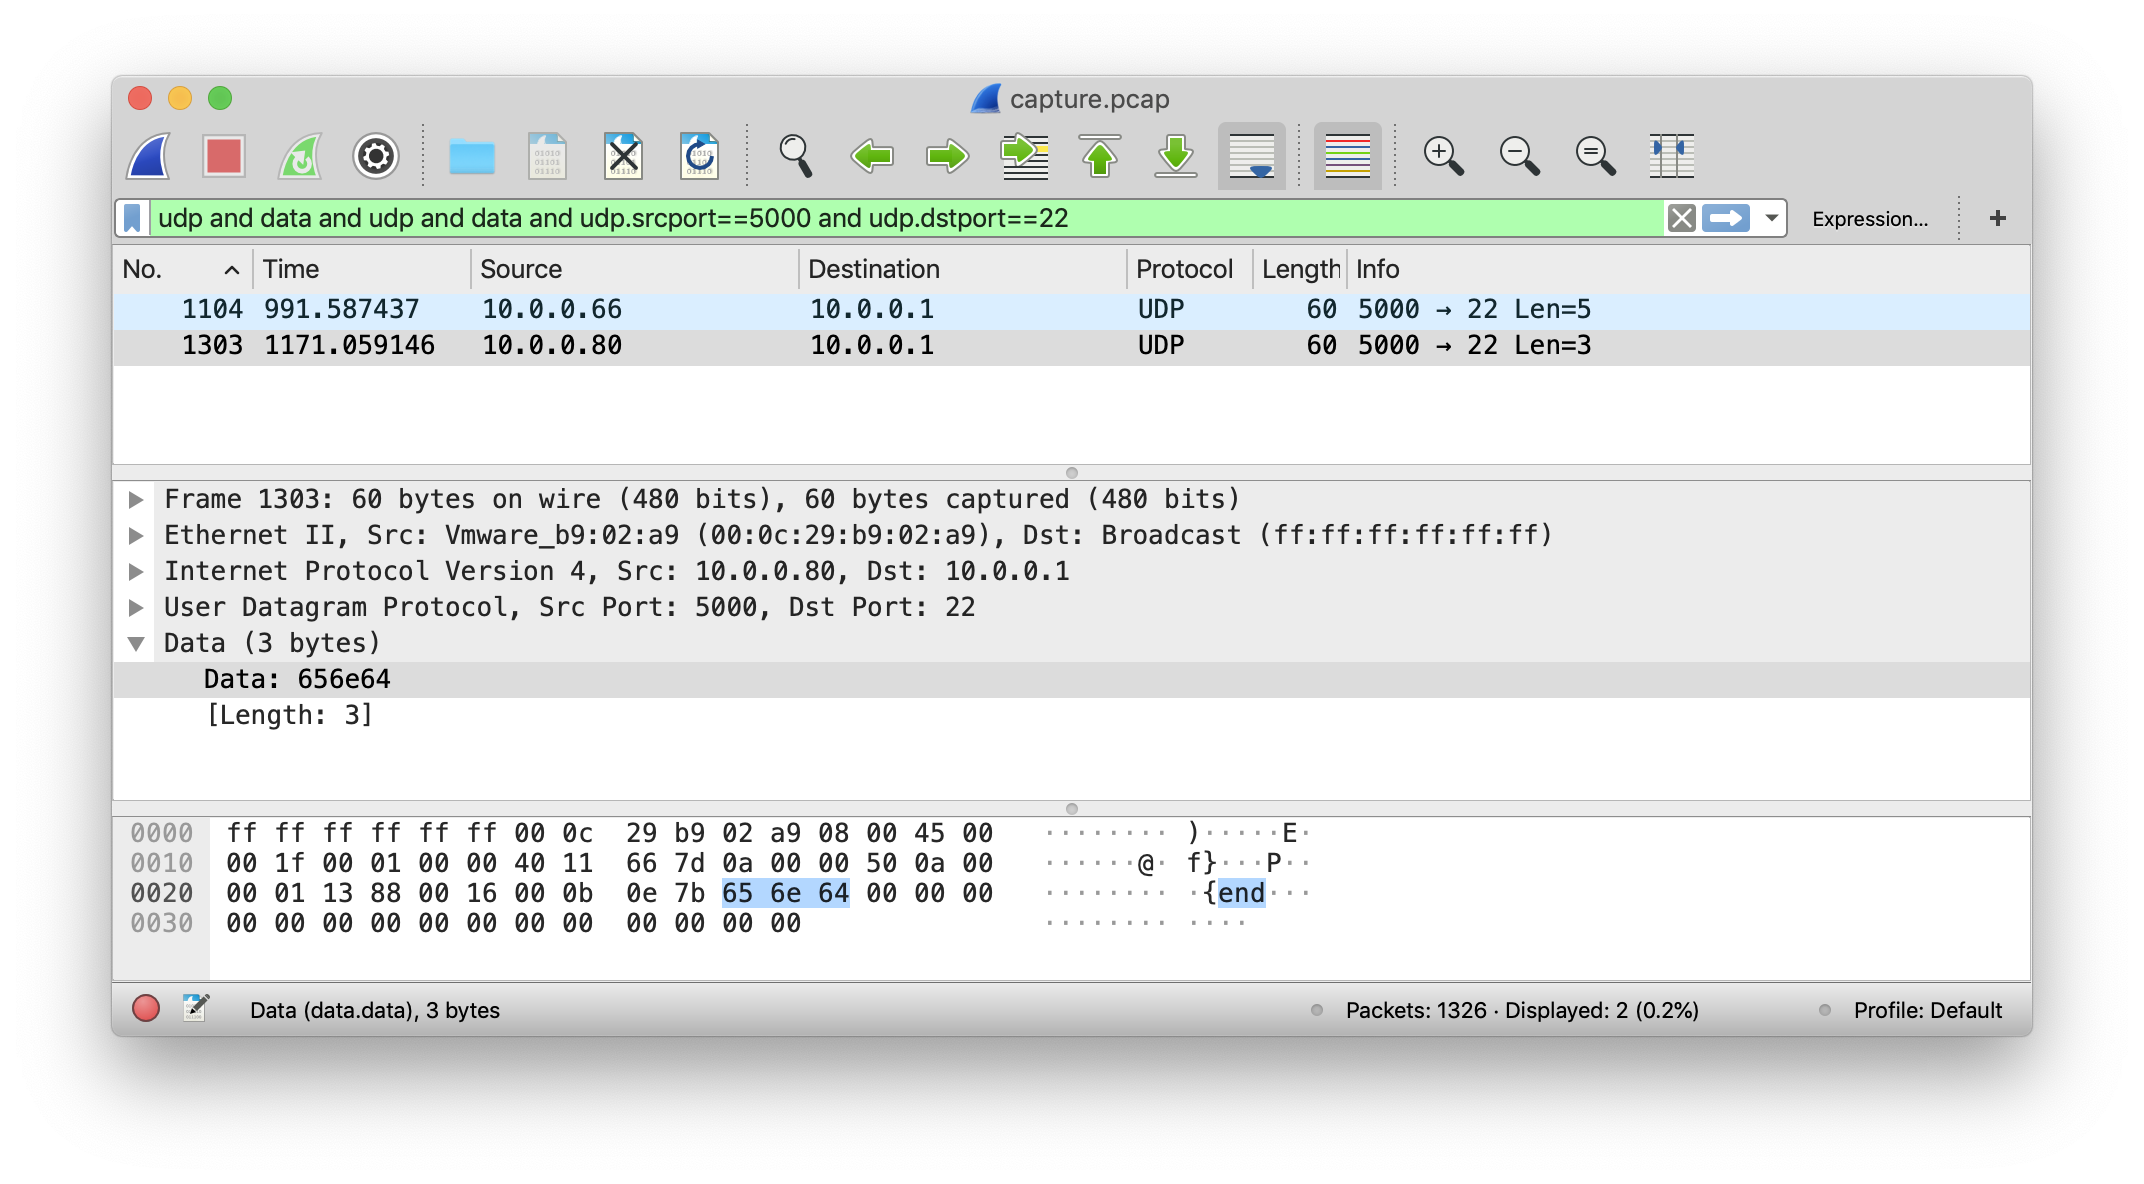 capture.pcap
udp and data and udp and data and udp.srcport==5000 and udp.dstport==22 Expression... +
No. Time Source Destination Protocol Length Info
1104 991.587437 10.0.0.66 10.0.0.1 UDP 60 5000 → 22 Len=5
1303 1171.059146 10.0.0.80 10.0.0.1 UDP 60 5000 → 22 Len=3
Frame 1303: 60 bytes on wire (480 bits), 60 bytes captured (480 bits)
Ethernet II, Src: Vmware_b9:02:a9 (00:0c:29:b9:02:a9), Dst: Broadcast (ff:ff:ff:ff:ff:ff)
Internet Protocol Version 4, Src: 10.0.0.80, Dst: 10.0.0.1
User Datagram Protocol, Src Port: 5000, Dst Port: 22
Data (3 bytes)
Data: 656e64
[Length: 3]
0000 ff ff ff ff ff ff 00 0c 29 b9 02 a9 08 00 45 00 ········ )·····E·
0010 00 1f 00 01 00 00 40 11 66 7d 0a 00 00 50 0a 00 ······@· f}···P··
0020 00 01 13 88 00 16 00 0b 0e 7b 65 6e 64 00 00 00 ········ ·{end···
0030 00 00 00 00 00 00 00 00 00 00 00 00 ········ ····
Data (data.data), 3 bytes Packets: 1326 · Displayed: 2 (0.2%) Profile: Default